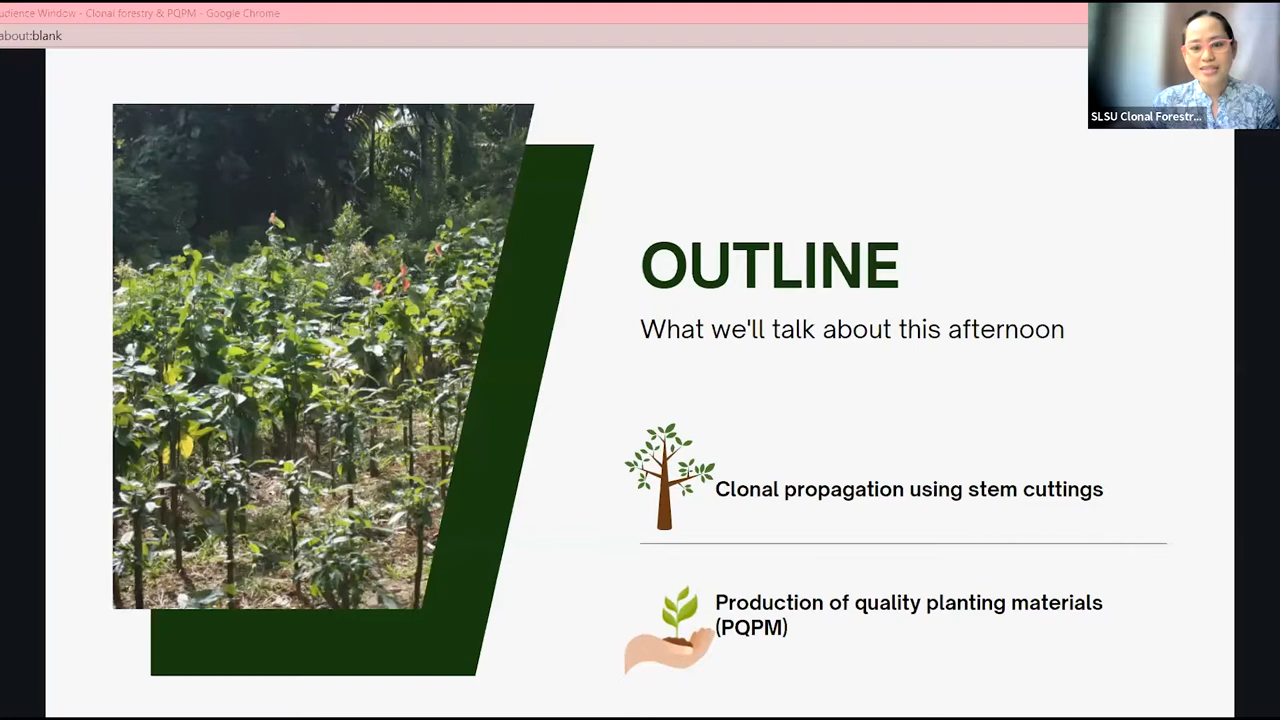 udience Window - Clonal forestry & PQPM - Google Chrome
about:blank
SLSU Clonal Forestr...
OUTLINE
What we'll talk about this afternoon
Clonal propagation using stem cuttings
Production of quality planting materials
(PQPM)